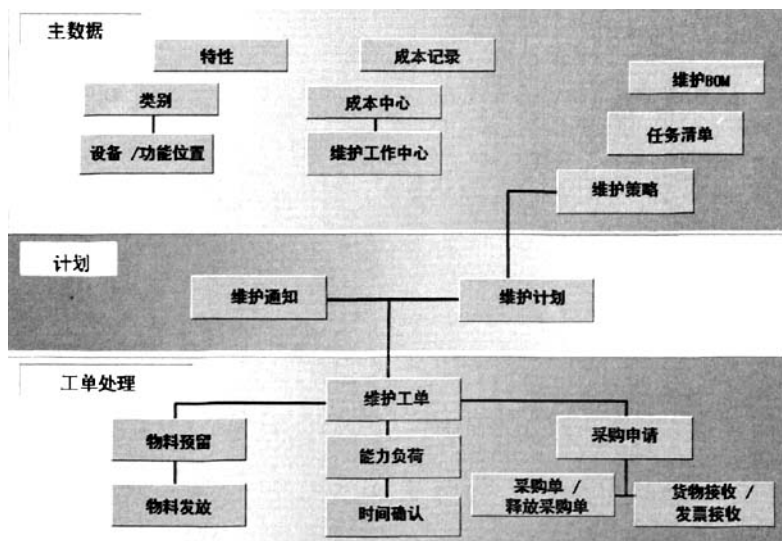 主数据
特性
成本记录
维护BOM
类别
成本中心
任务清单
设备 /功能位置
维护工作中心
维护策略
计划
维护通知
维护计划
工单处理
维护工单
物料预留
能力负荷
采购申请
物料发放
时间确认
采购单 /
释放采购单
货物接收 /
发票接收